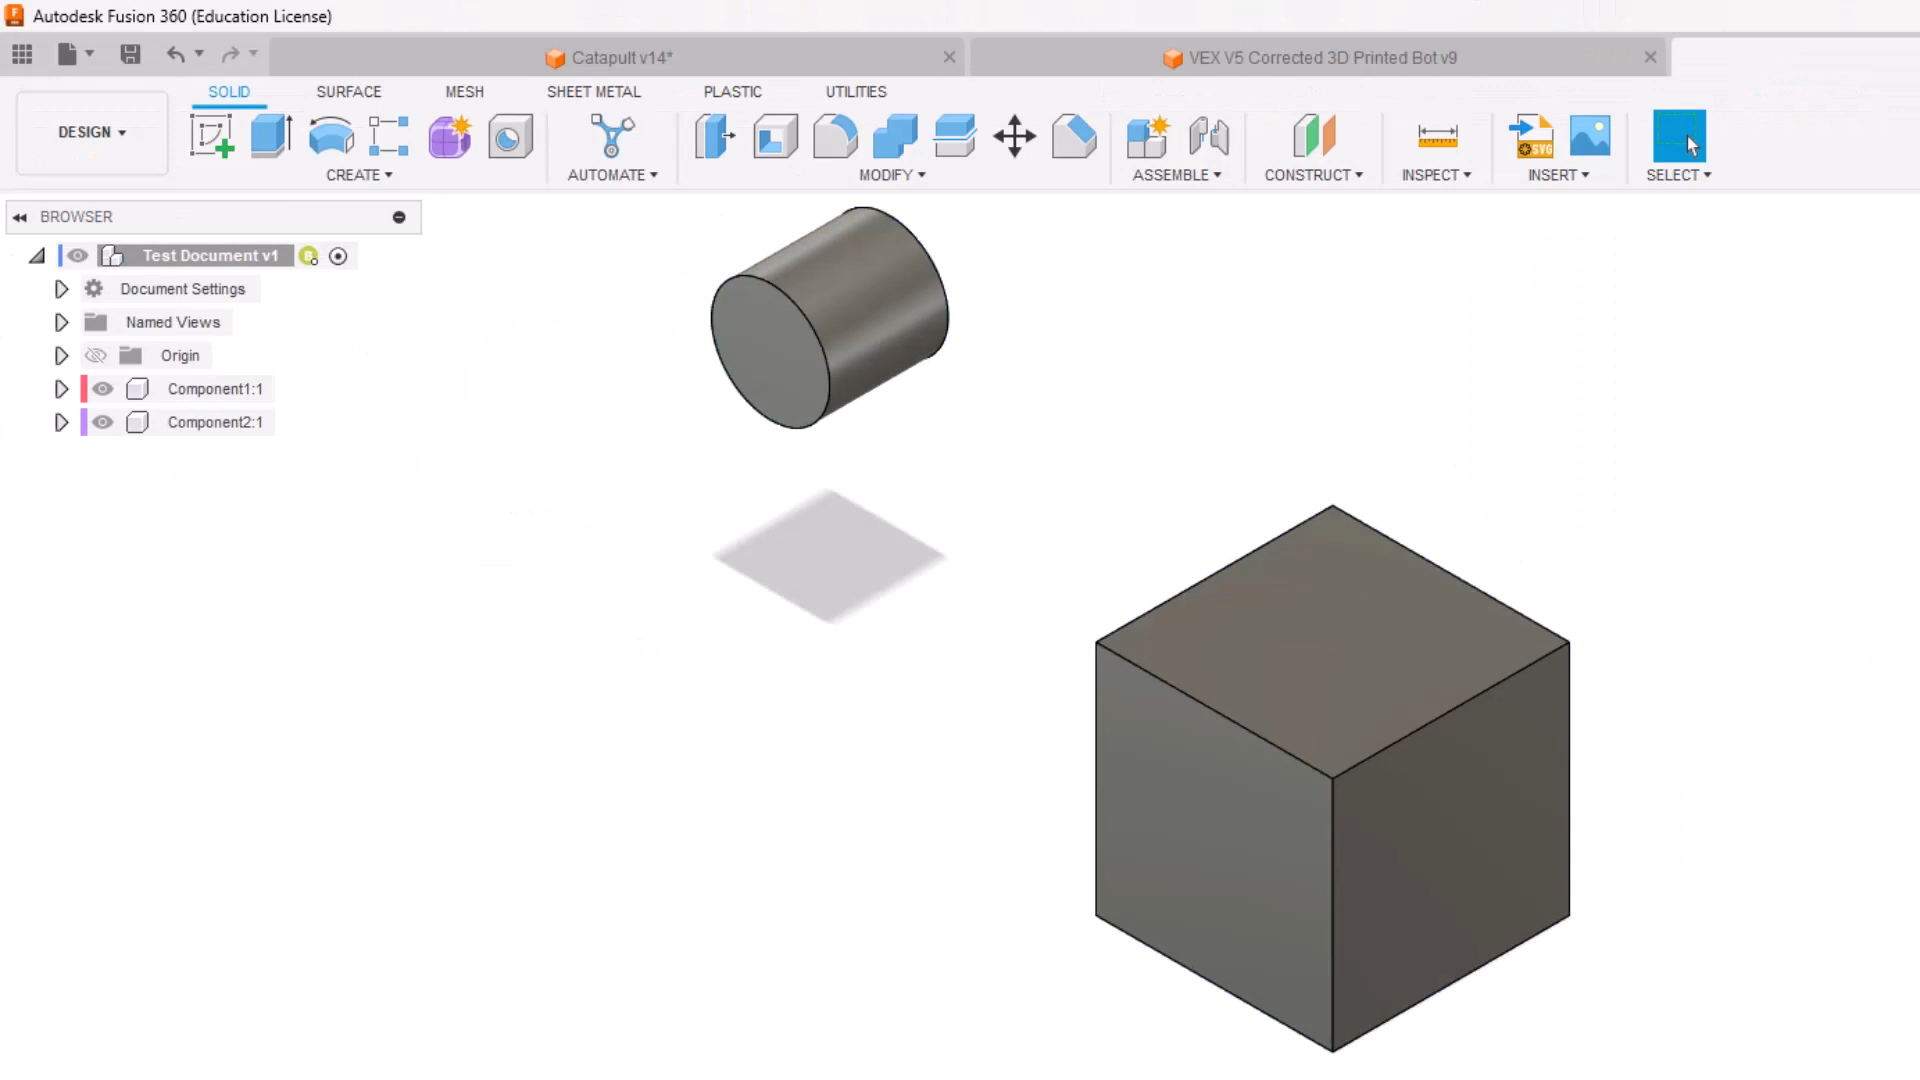 Autodesk Fusion 360 (Education License)
Catapult v14*
VEX V5 Corrected 3D Printed Bot v9
SOLID SURFACE MESH SHEET METAL PLASTIC UTILITIES
DESIGN
SVG
CREATE AUTOMATE MODIFY ASSEMBLE CONSTRUCT INSPECT INSERT SELECT
BROWSER
Test Document v1
Document Settings
Named Views
Origin
Component1:1
Component2:1